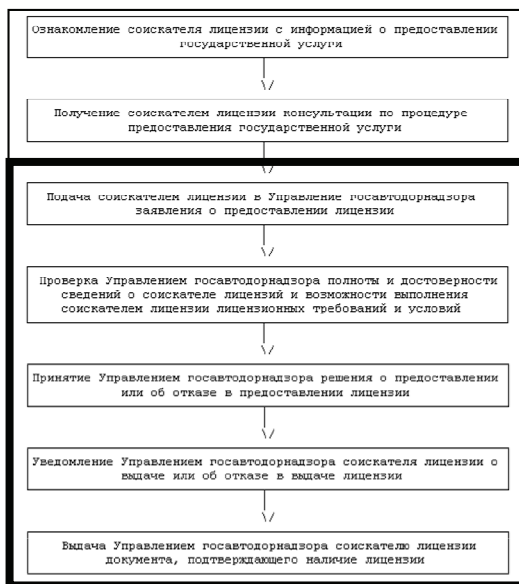 Ознакомление соискателя лицензии с информацией о предоставлении
государственной услуги
Получение соискателем лицензии консультации по процедуре
предоставления государственной услуги
Подача соискателем лицензии в Управление госавтодорнадзора
заявления о предоставлении лицензии
Проверка Управлением госавтодорнадзора полноты и достоверности
сведений о соискателе лицензий и возможности выполнения
соискателем лицензии лицензионных требований и условий
Принятие Управлением госавтодорнадзора решения о предоставлении
или об отказе в предоставлении лицензии
Уведомление Управлением госавтодорнадзора соискателя лицензии о
выдаче или об отказе в выдаче лицензии
Выдача Управлением госавтодорнадзора соискателю лицензии
документа, подтверждающего наличие лицензии